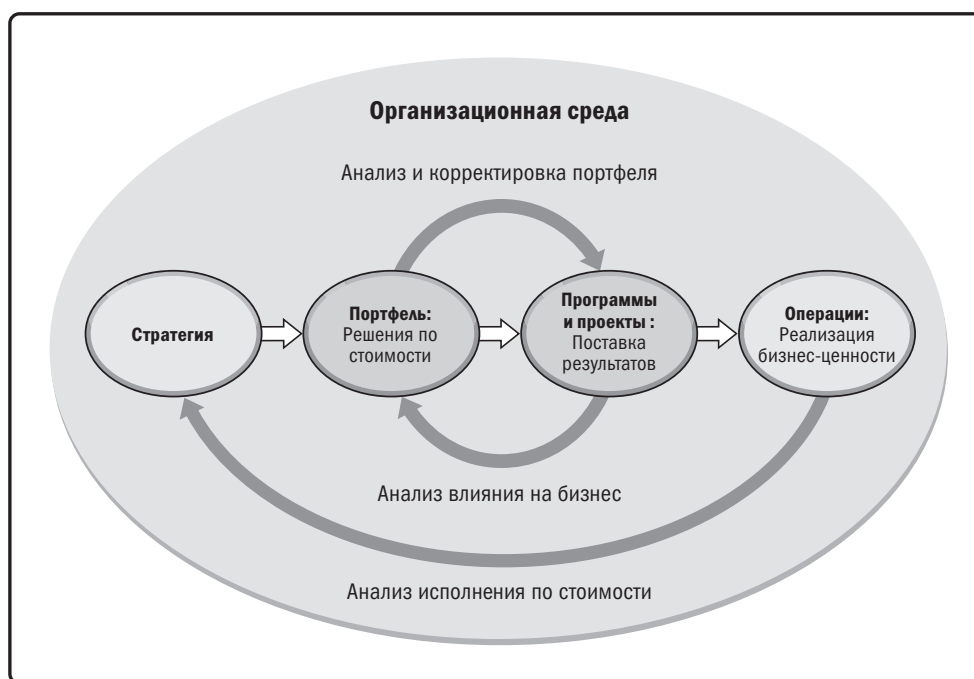 Организационная среда
Анализ и корректировка портфеля
Стратегия
Портфель:
Решения по
стоимости
Программы
и проекты :
Поставка
результатов
Операции:
Реализация
бизнес-ценности
Анализ влияния на бизнес
Анализ исполнения по стоимости